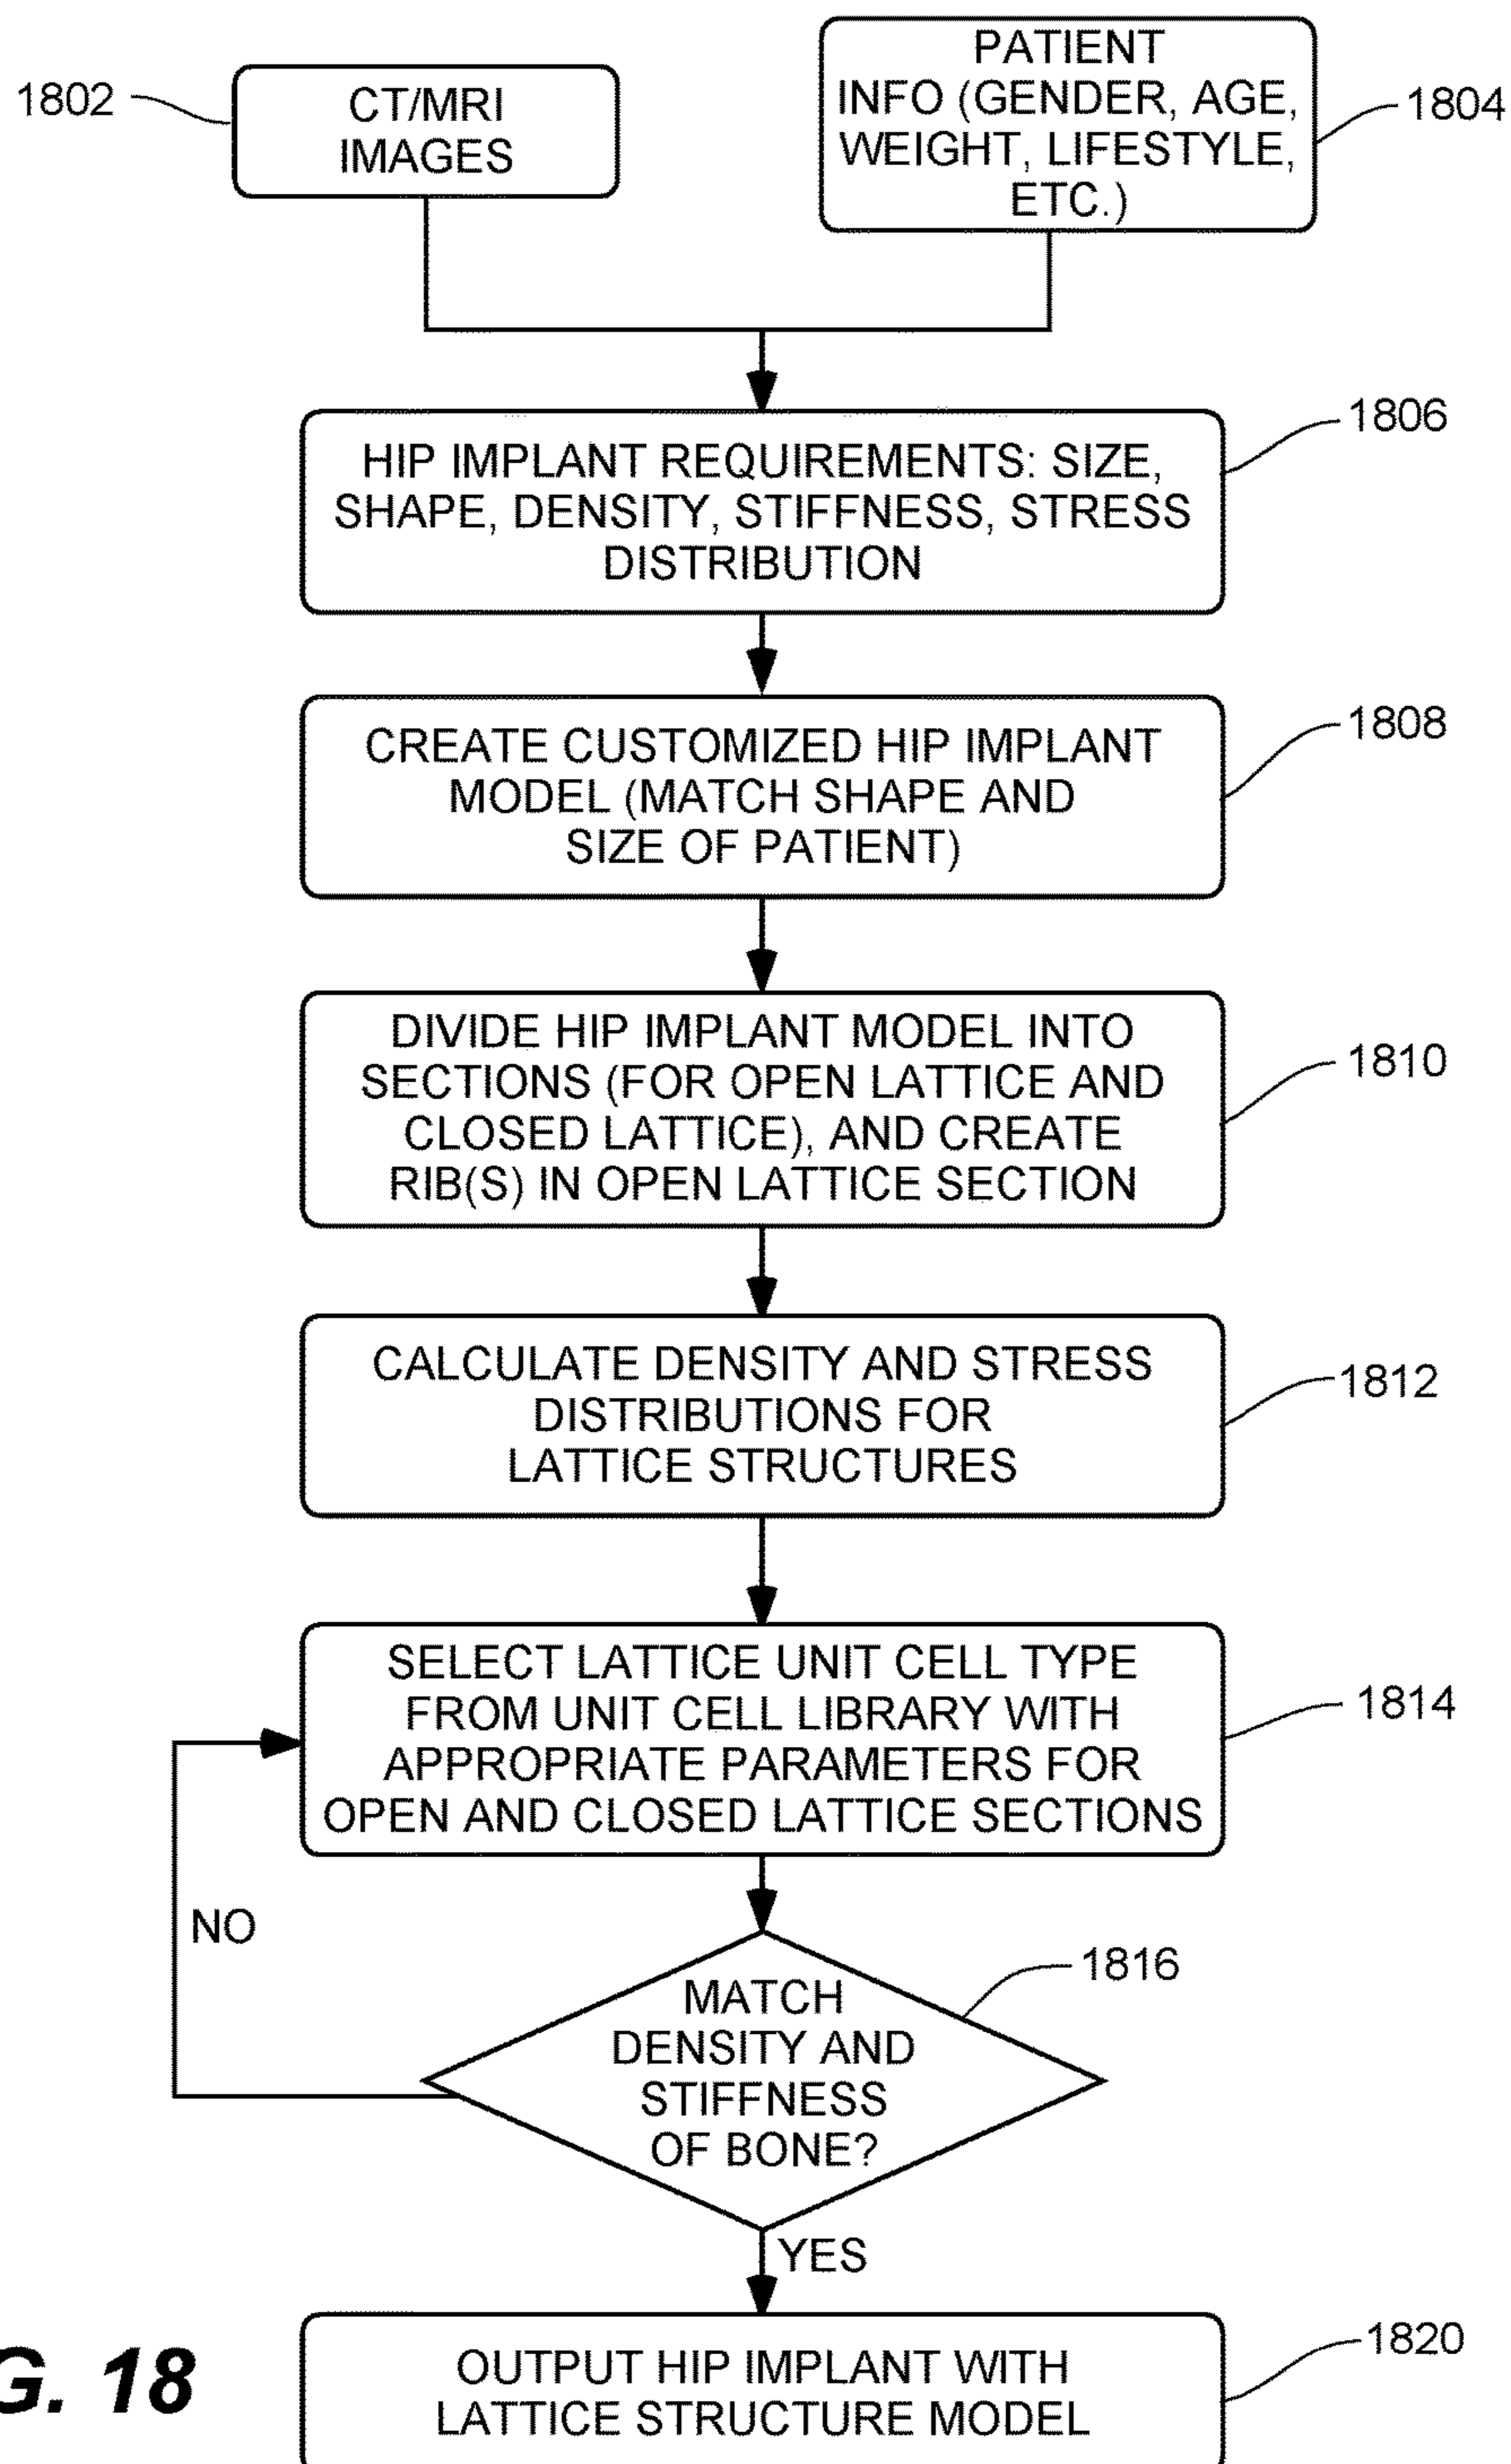 1802
CT/MRI
IMAGES
PATIENT
INFO (GENDER, AGE,
WEIGHT, LIFESTYLE,
ETC.)
1804
HIP IMPLANT REQUIREMENTS: SIZE,
SHAPE, DENSITY, STIFFNESS, STRESS
DISTRIBUTION
1806
CREATE CUSTOMIZED HIP IMPLANT
MODEL (MATCH SHAPE AND
SIZE OF PATIENT)
1808
DIVIDE HIP IMPLANT MODEL INTO
SECTIONS (FOR OPEN LATTICE AND
CLOSED LATTICE), AND CREATE
RIB(S) IN OPEN LATTICE SECTION
1810
CALCULATE DENSITY AND STRESS
DISTRIBUTIONS FOR
LATTICE STRUCTURES
1812
SELECT LATTICE UNIT CELL TYPE
FROM UNIT CELL LIBRARY WITH
APPROPRIATE PARAMETERS FOR
OPEN AND CLOSED LATTICE SECTIONS
1814
NO
MATCH
DENSITY AND
STIFFNESS
OF BONE?
1816
YES
OUTPUT HIP IMPLANT WITH
LATTICE STRUCTURE MODEL
1820
G. 18